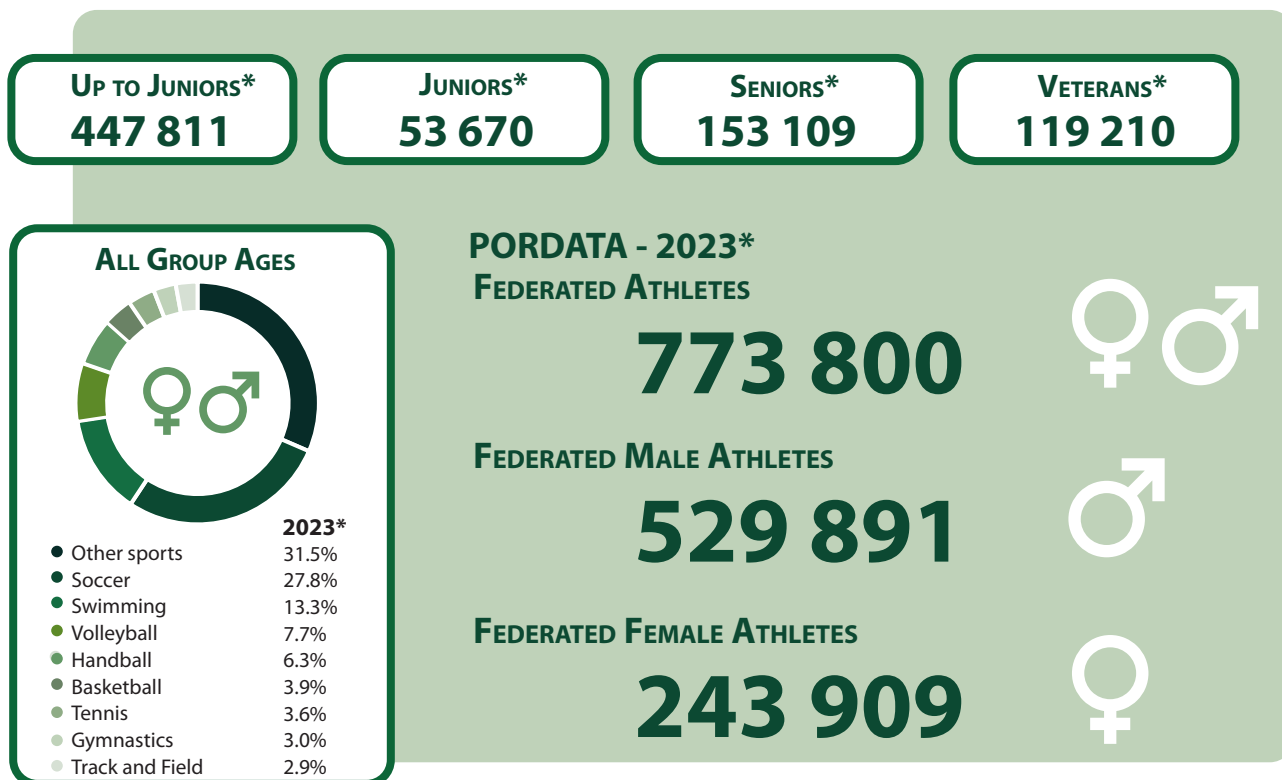 Up to Juniors*
447 811
Juniors*
53 670
Seniors*
153 109
Veterans*
119 210
All Group Ages
2023*
Other sports 31.5%
Soccer 27.8%
Swimming 13.3%
Volleyball 7.7%
Handball 6.3%
Basketball 3.9%
Tennis 3.6%
Gymnastics 3.0%
Track and Field 2.9%
PORDATA - 2023*
Federated Athletes
773 800
Federated Male Athletes
529 891
Federated Female Athletes
243 909